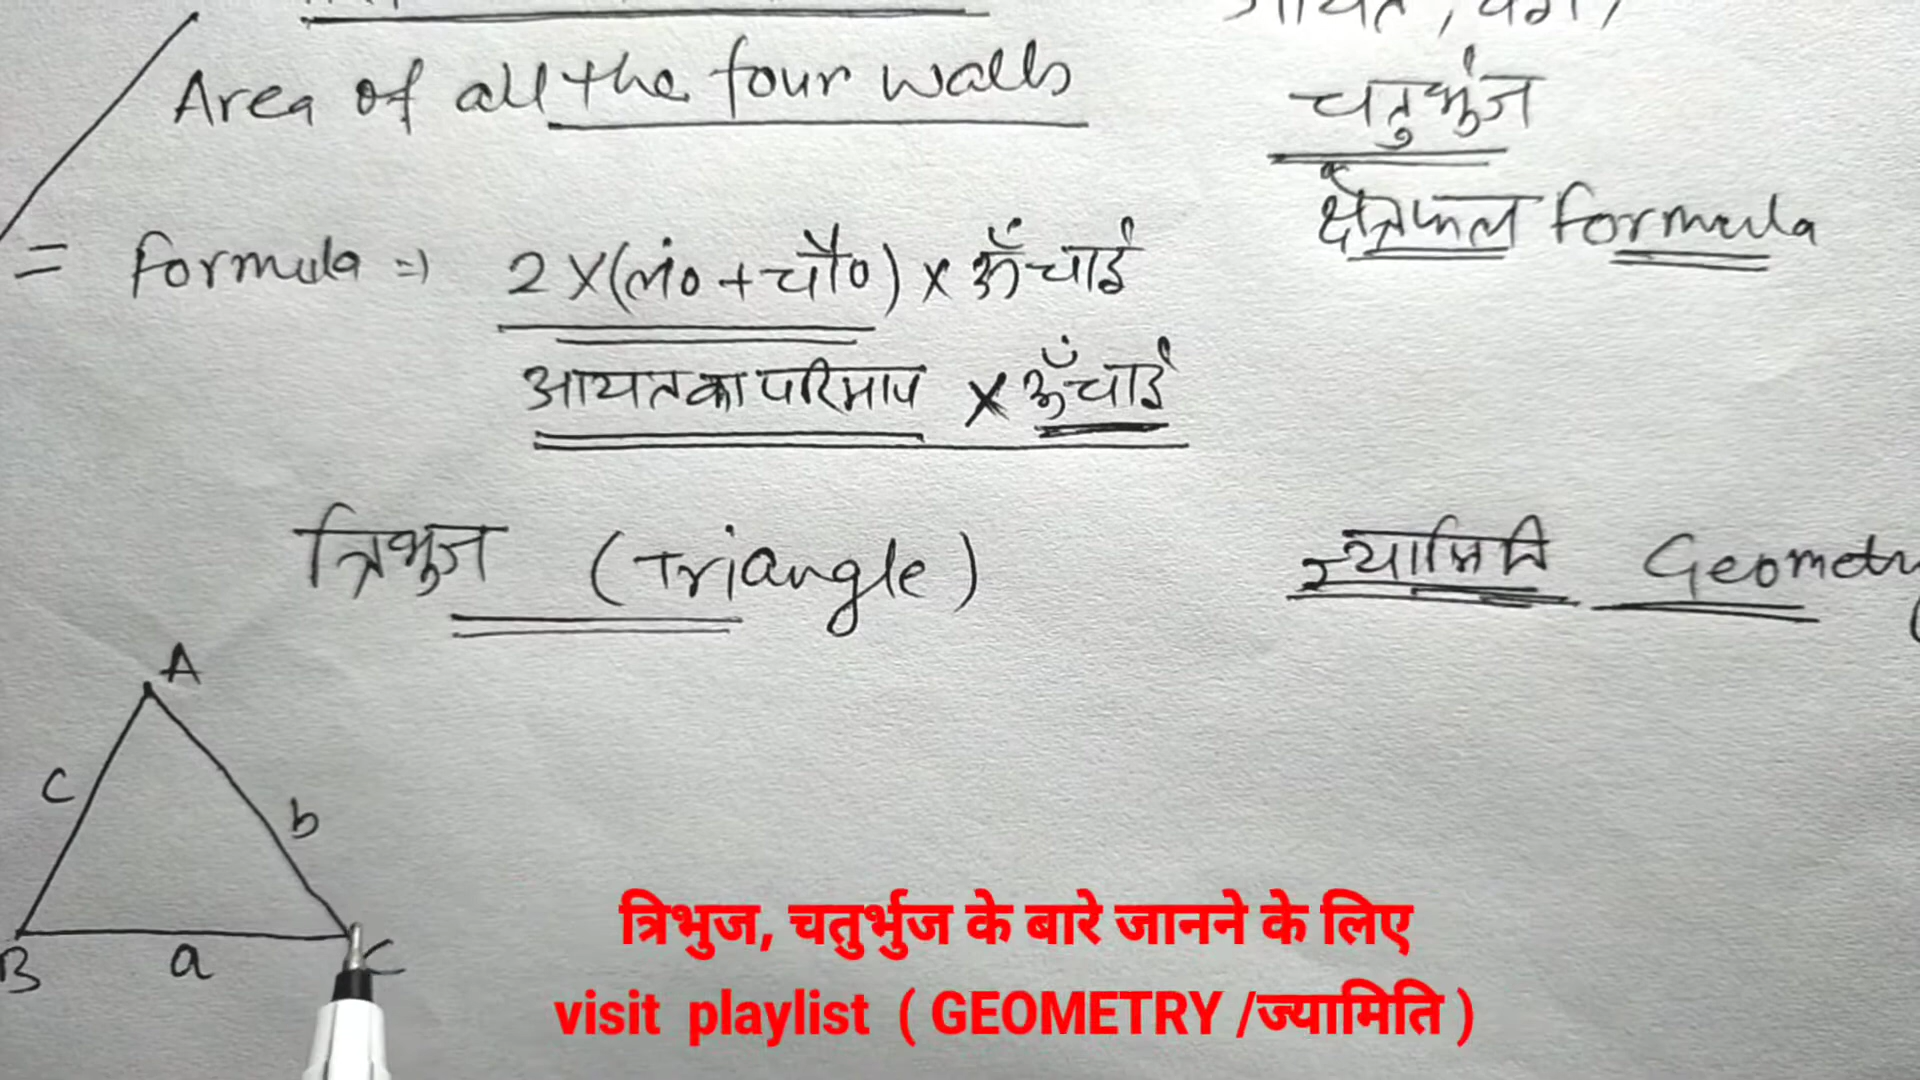 Area of all the four walls
चतुर्भुज
क्षेत्रफल formula
= formula ⇒ 2 X (लं० + चौ०) x ऊँचाई
आयत का परिमाप x ऊँचाई
त्रिभुज (Triangle)
ज्यामिति Geometry
A
c
b
B a C
त्रिभुज, चतुर्भुज के बारे जानने के लिए
visit playlist ( GEOMETRY /ज्यामिति )